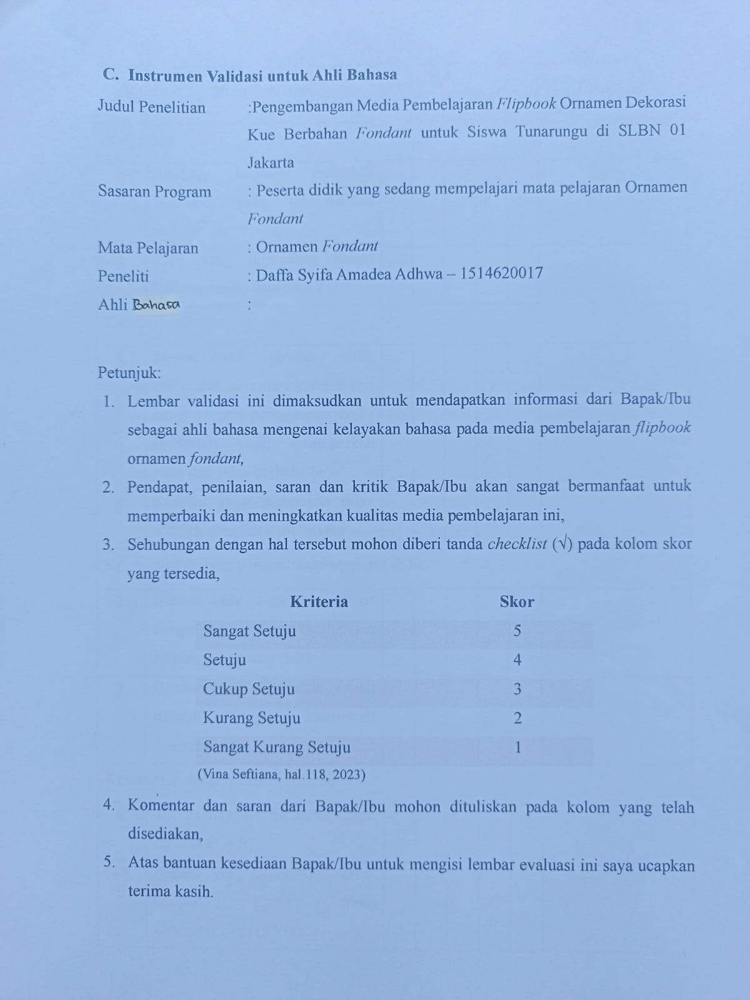 C. Instrumen Validasi untuk Ahli Bahasa
Judul Penelitian :Pengembangan Media Pembelajaran Flipbook Ornamen Dekorasi
Kue Berbahan Fondant untuk Siswa Tunarungu di SLBN 01
Jakarta
Sasaran Program : Peserta didik yang sedang mempelajari mata pelajaran Ornamen
Fondant
Mata Pelajaran : Ornamen Fondant
Peneliti : Daffa Syifa Amadea Adhwa – 1514620017
Ahli Bahasa :
Petunjuk:
1. Lembar validasi ini dimaksudkan untuk mendapatkan informasi dari Bapak/Ibu
sebagai ahli bahasa mengenai kelayakan bahasa pada media pembelajaran flipbook
ornamen fondant,
2. Pendapat, penilaian, saran dan kritik Bapak/Ibu akan sangat bermanfaat untuk
memperbaiki dan meningkatkan kualitas media pembelajaran ini,
3. Sehubungan dengan hal tersebut mohon diberi tanda checklist (√) pada kolom skor
yang tersedia,
Kriteria Skor
Sangat Setuju 5
Setuju 4
Cukup Setuju 3
Kurang Setuju 2
Sangat Kurang Setuju 1
(Vina Seftiana, hal.118, 2023)
4. Komentar dan saran dari Bapak/Ibu mohon dituliskan pada kolom yang telah
disediakan,
5. Atas bantuan kesediaan Bapak/Ibu untuk mengisi lembar evaluasi ini saya ucapkan
terima kasih.